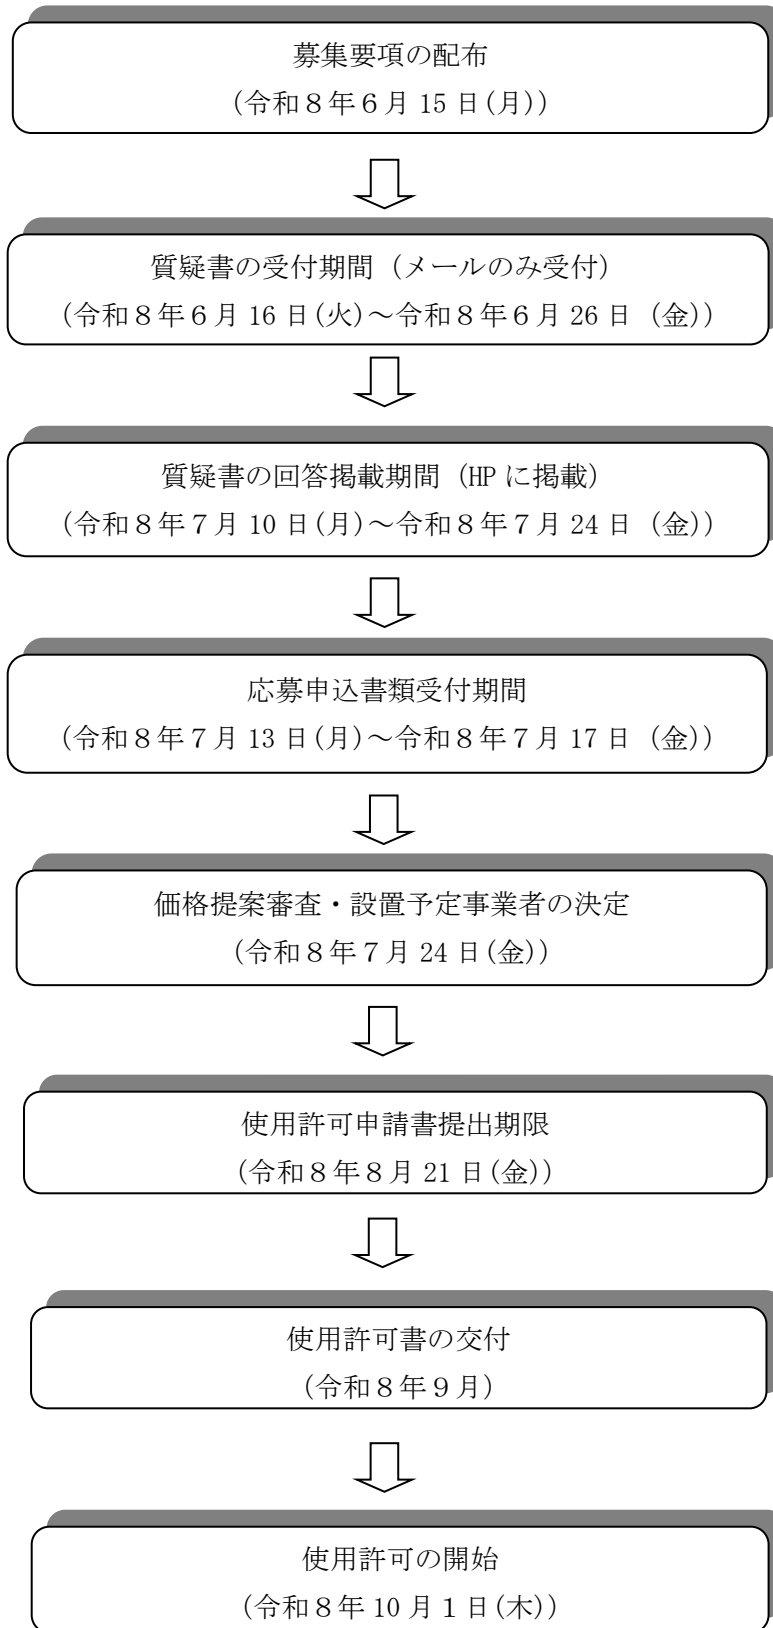 募集要項の配布
（令和８年６月 15 日(月)）
質疑書の受付期間（メールのみ受付）
（令和８年６月 16 日(火)～令和８年６月 26 日（金)）
質疑書の回答掲載期間（HP に掲載）
（令和８年７月 10 日(月)～令和８年７月 24 日（金)）
応募申込書類受付期間
（令和８年７月 13 日(月)～令和８年７月 17 日（金)）
価格提案審査・設置予定事業者の決定
（令和８年７月 24 日(金)）
使用許可申請書提出期限
（令和８年８月 21 日(金)）
使用許可書の交付
（令和８年９月）
使用許可の開始
（令和８年 10 月１日(木)）